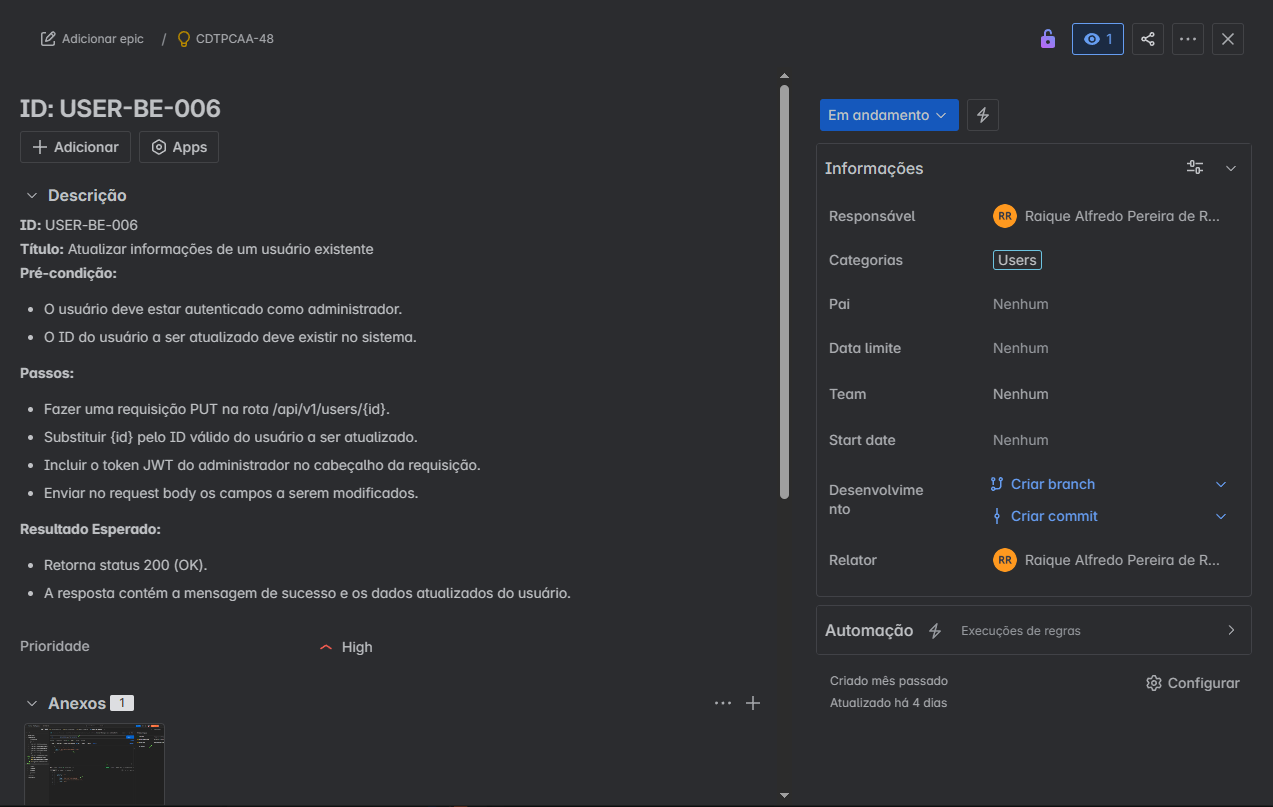 Adicionar epic / CDTPCAA-48
1
ID: USER-BE-006
Adicionar
Apps
Descrição
ID: USER-BE-006
Título: Atualizar informações de um usuário existente
Pré-condição:
O usuário deve estar autenticado como administrador.
O ID do usuário a ser atualizado deve existir no sistema.
Passos:
Fazer uma requisição PUT na rota /api/v1/users/{id}.
Substituir {id} pelo ID válido do usuário a ser atualizado.
Incluir o token JWT do administrador no cabeçalho da requisição.
Enviar no request body os campos a serem modificados.
Resultado Esperado:
Retorna status 200 (OK).
A resposta contém a mensagem de sucesso e os dados atualizados do usuário.
Prioridade High
Anexos 1
Em andamento
Informações
Responsável RR Raique Alfredo Pereira de R...
Categorias Users
Pai Nenhum
Data limite Nenhum
Team Nenhum
Start date Nenhum
Desenvolvime
nto
Criar branch
Criar commit
Relator RR Raique Alfredo Pereira de R...
Automação Execuções de regras
Criado mês passado
Atualizado há 4 dias
Configurar